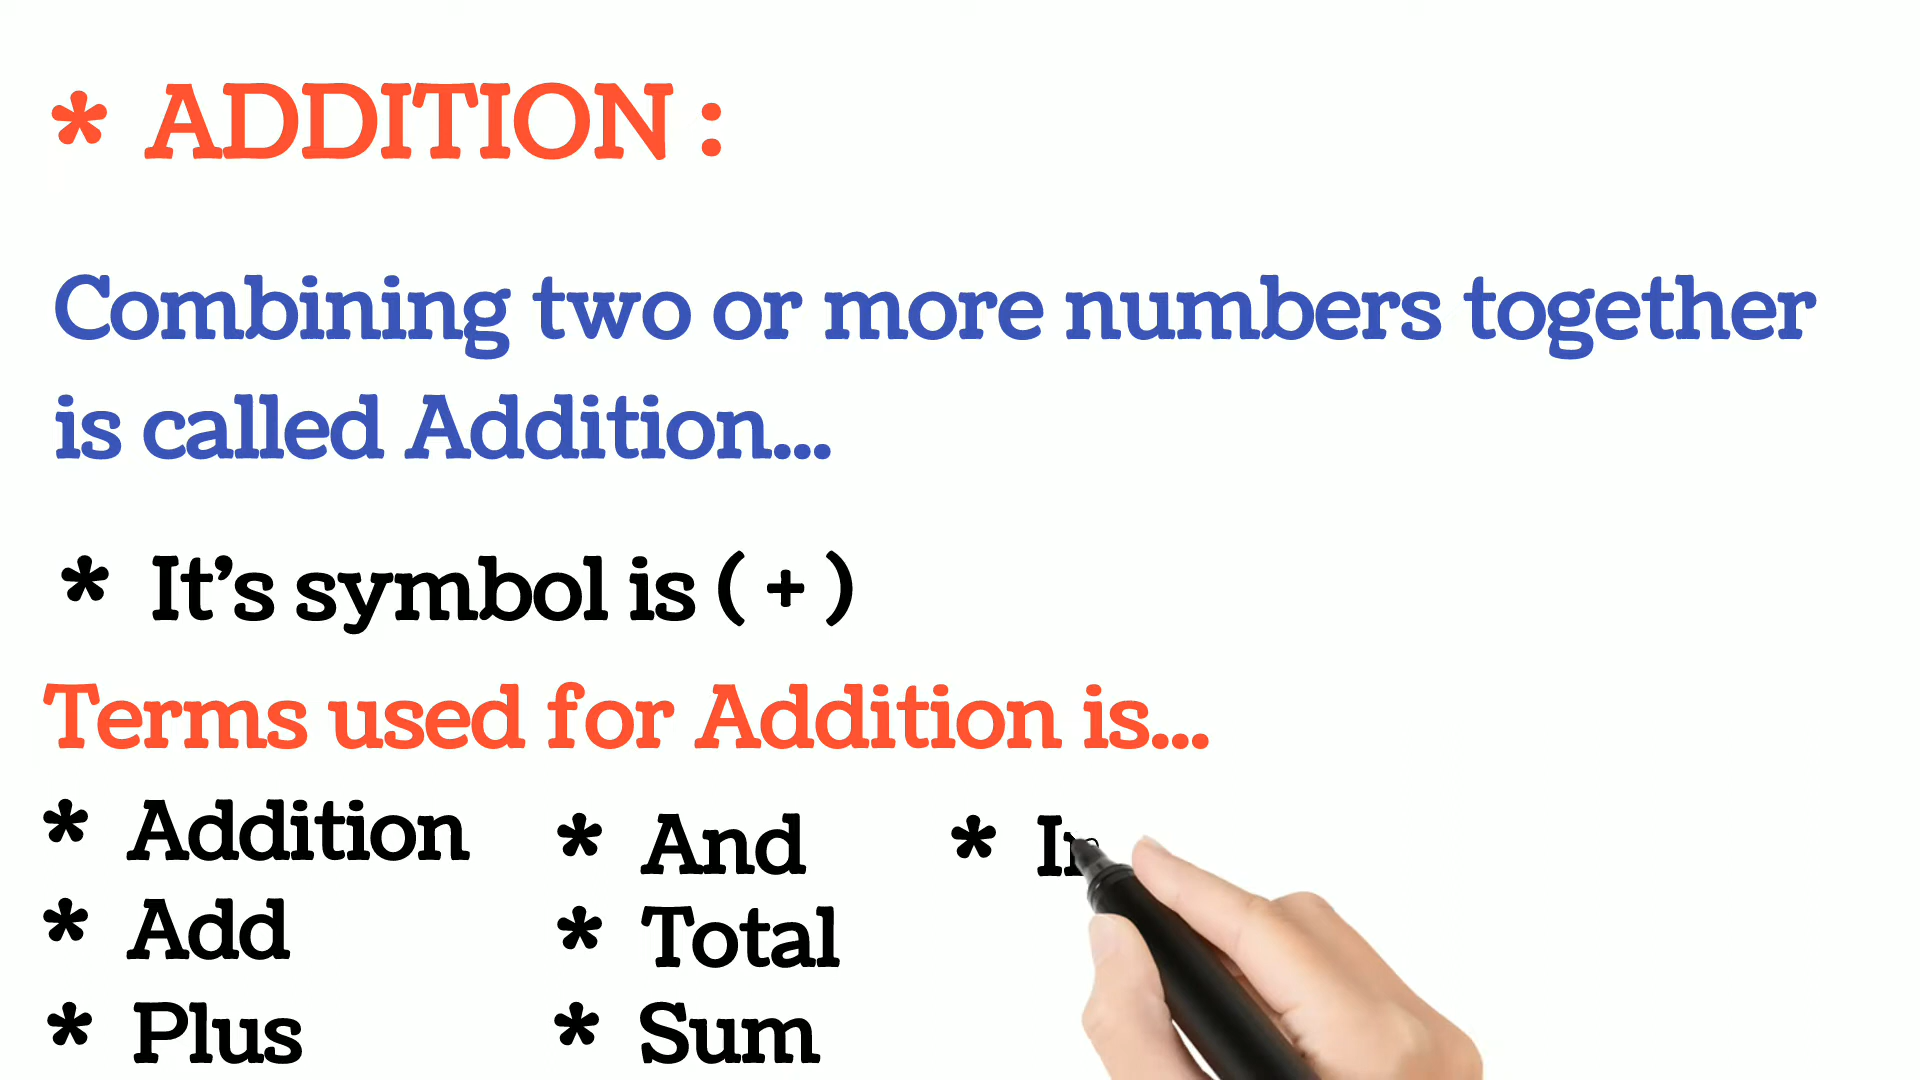 * ADDITION :
Combining two or more numbers together
is called Addition...
* It’s symbol is ( + )
Terms used for Addition is...
* Addition
* Add
* Plus
* And
* Total
* Sum
*